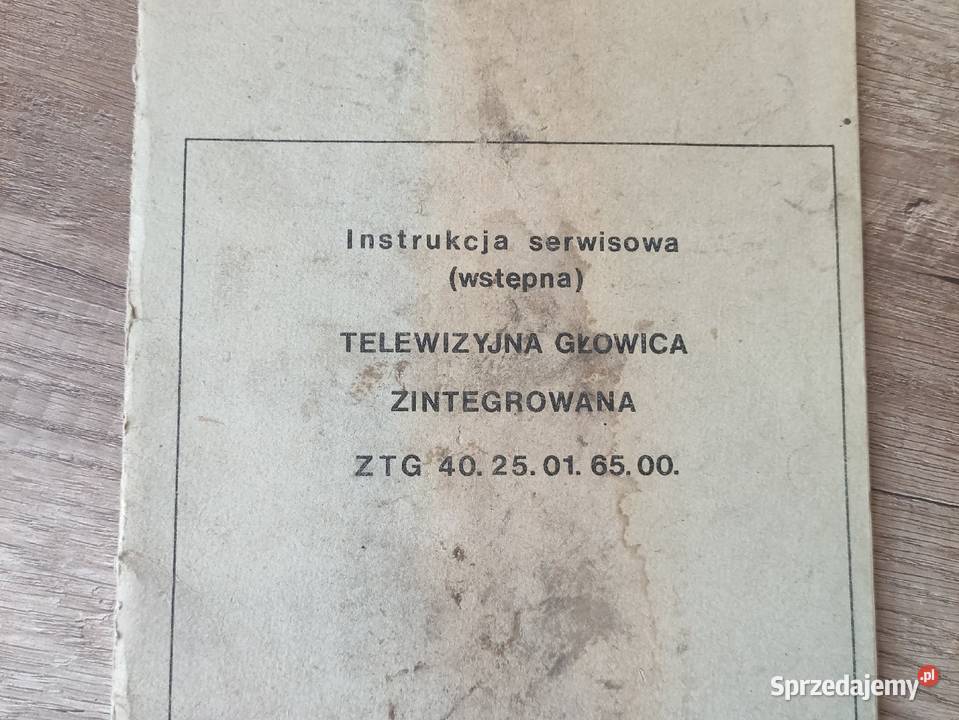 Instrukcja serwisowa
(wstępna)
TELEWIZYJNA GŁOWICA
ZINTEGROWANA
ZTG 40.25.01.65.00.
Sprzedajemy.pl